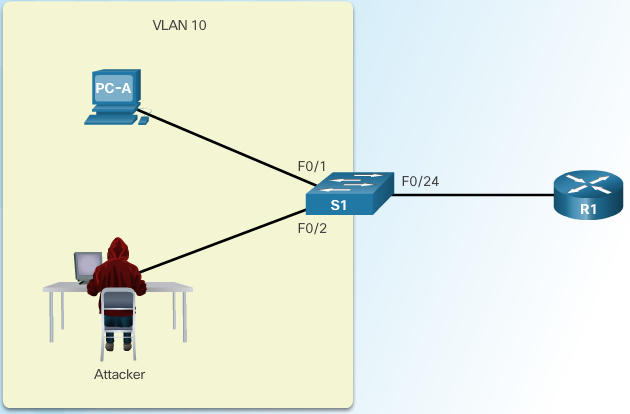 VLAN 10
PC-A
F0/1
F0/24
S1
R1
F0/2
Attacker